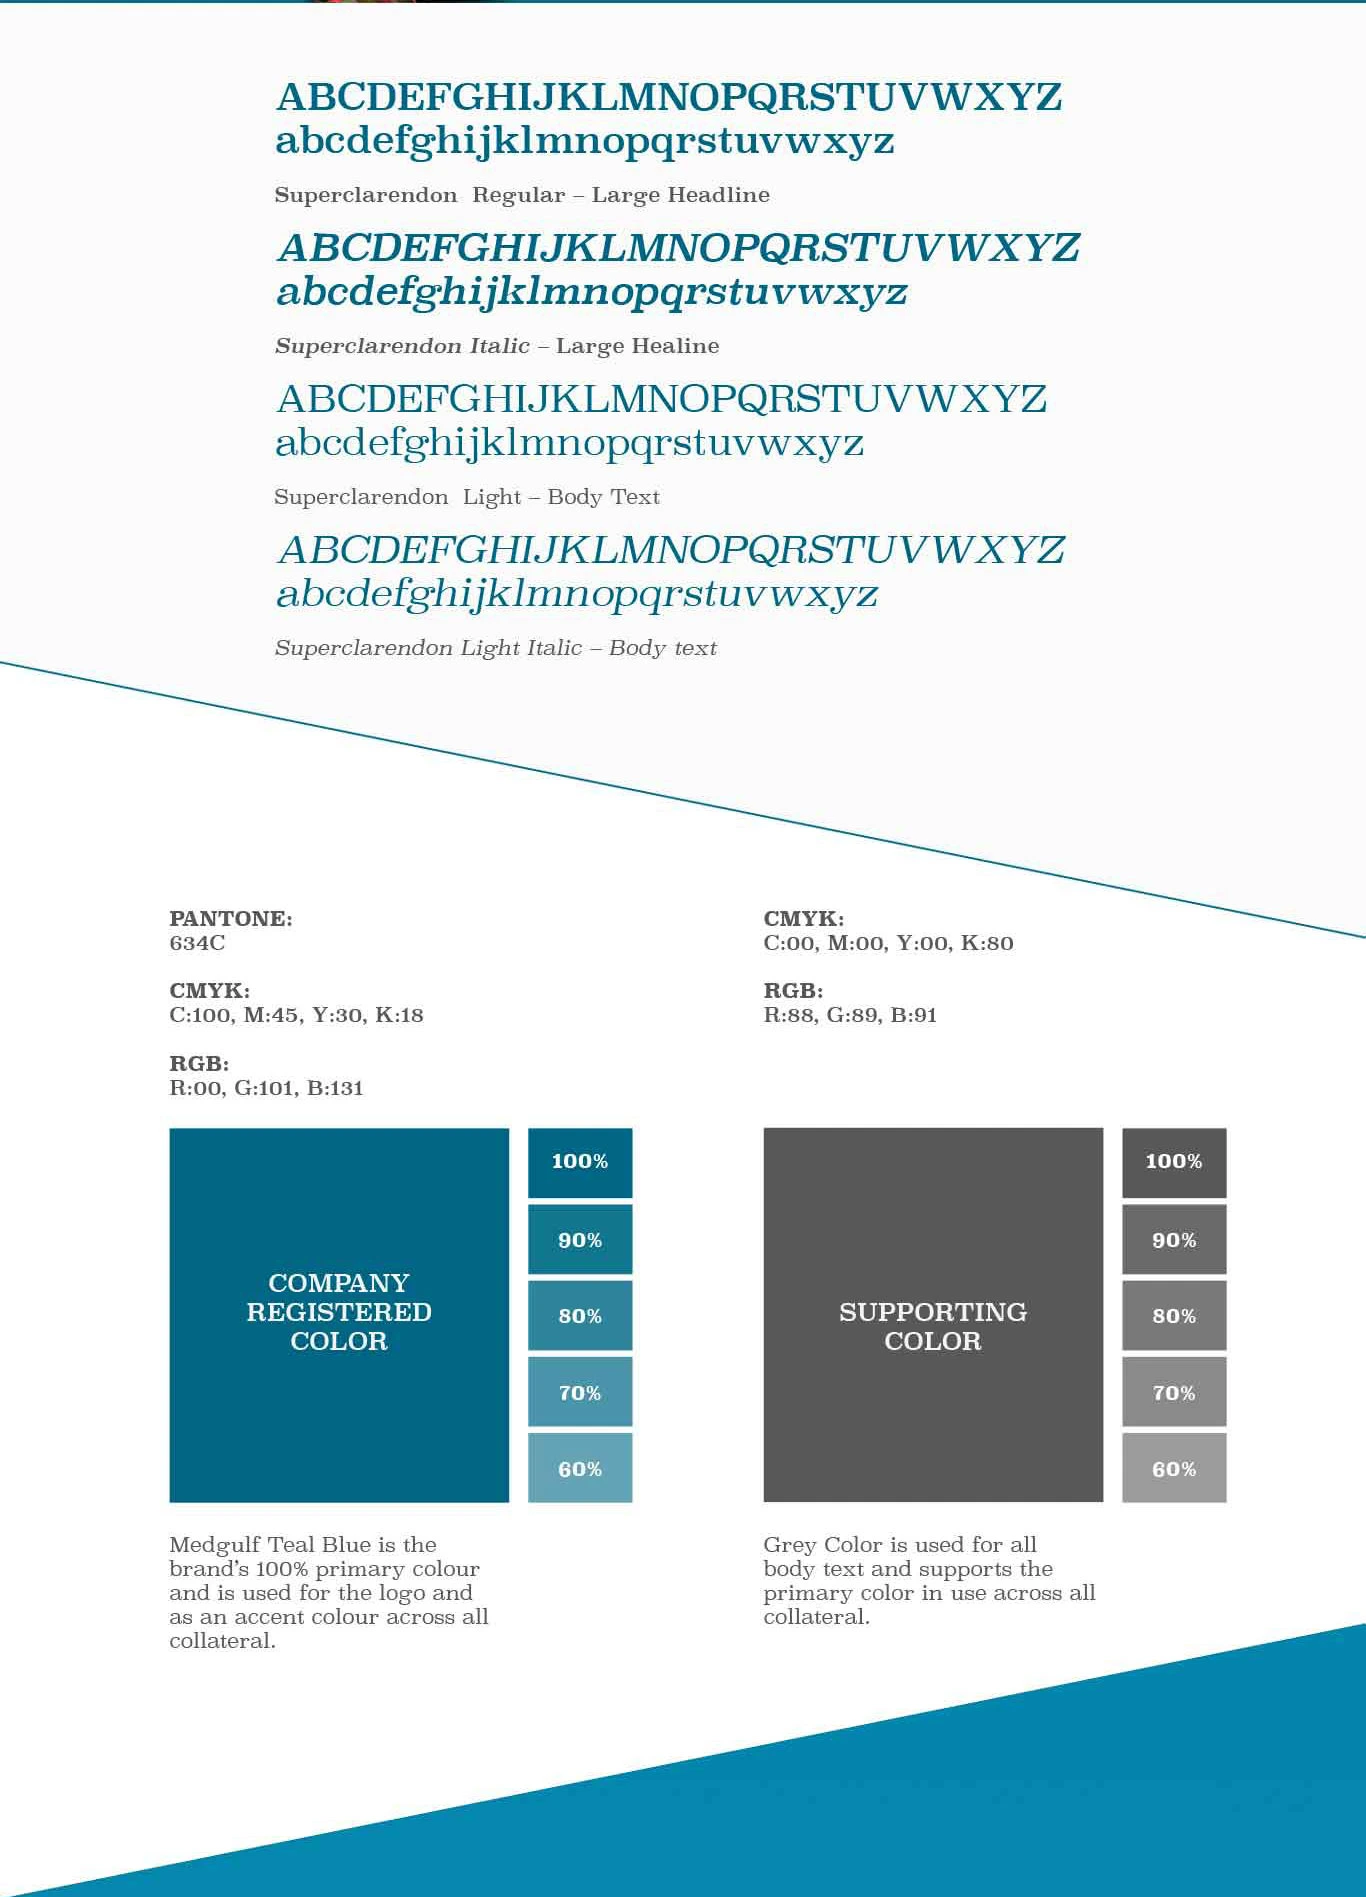 ABCDEFGHIJKLMNOPQRSTUVWXYZ
abcdefghijklmnopqrstuvwxyz
Superclarendon  Regular – Large Headline
ABCDEFGHIJKLMNOPQRSTUVWXYZ
abcdefghijklmnopqrstuvwxyz
Superclarendon Italic – Large Healine
ABCDEFGHIJKLMNOPQRSTUVWXYZ
abcdefghijklmnopqrstuvwxyz
Superclarendon  Light – Body Text
ABCDEFGHIJKLMNOPQRSTUVWXYZ
abcdefghijklmnopqrstuvwxyz
Superclarendon Light Italic – Body text
PANTONE:
634C
CMYK:
C:100, M:45, Y:30, K:18
RGB:
R:00, G:101, B:131
COMPANY
REGISTERED
COLOR
100%
90%
80%
70%
60%
Medgulf Teal Blue is the
brand’s 100% primary colour
and is used for the logo and
as an accent colour across all
collateral.
CMYK:
C:00, M:00, Y:00, K:80
RGB:
R:88, G:89, B:91
SUPPORTING
COLOR
100%
90%
80%
70%
60%
Grey Color is used for all
body text and supports the
primary color in use across all
collateral.